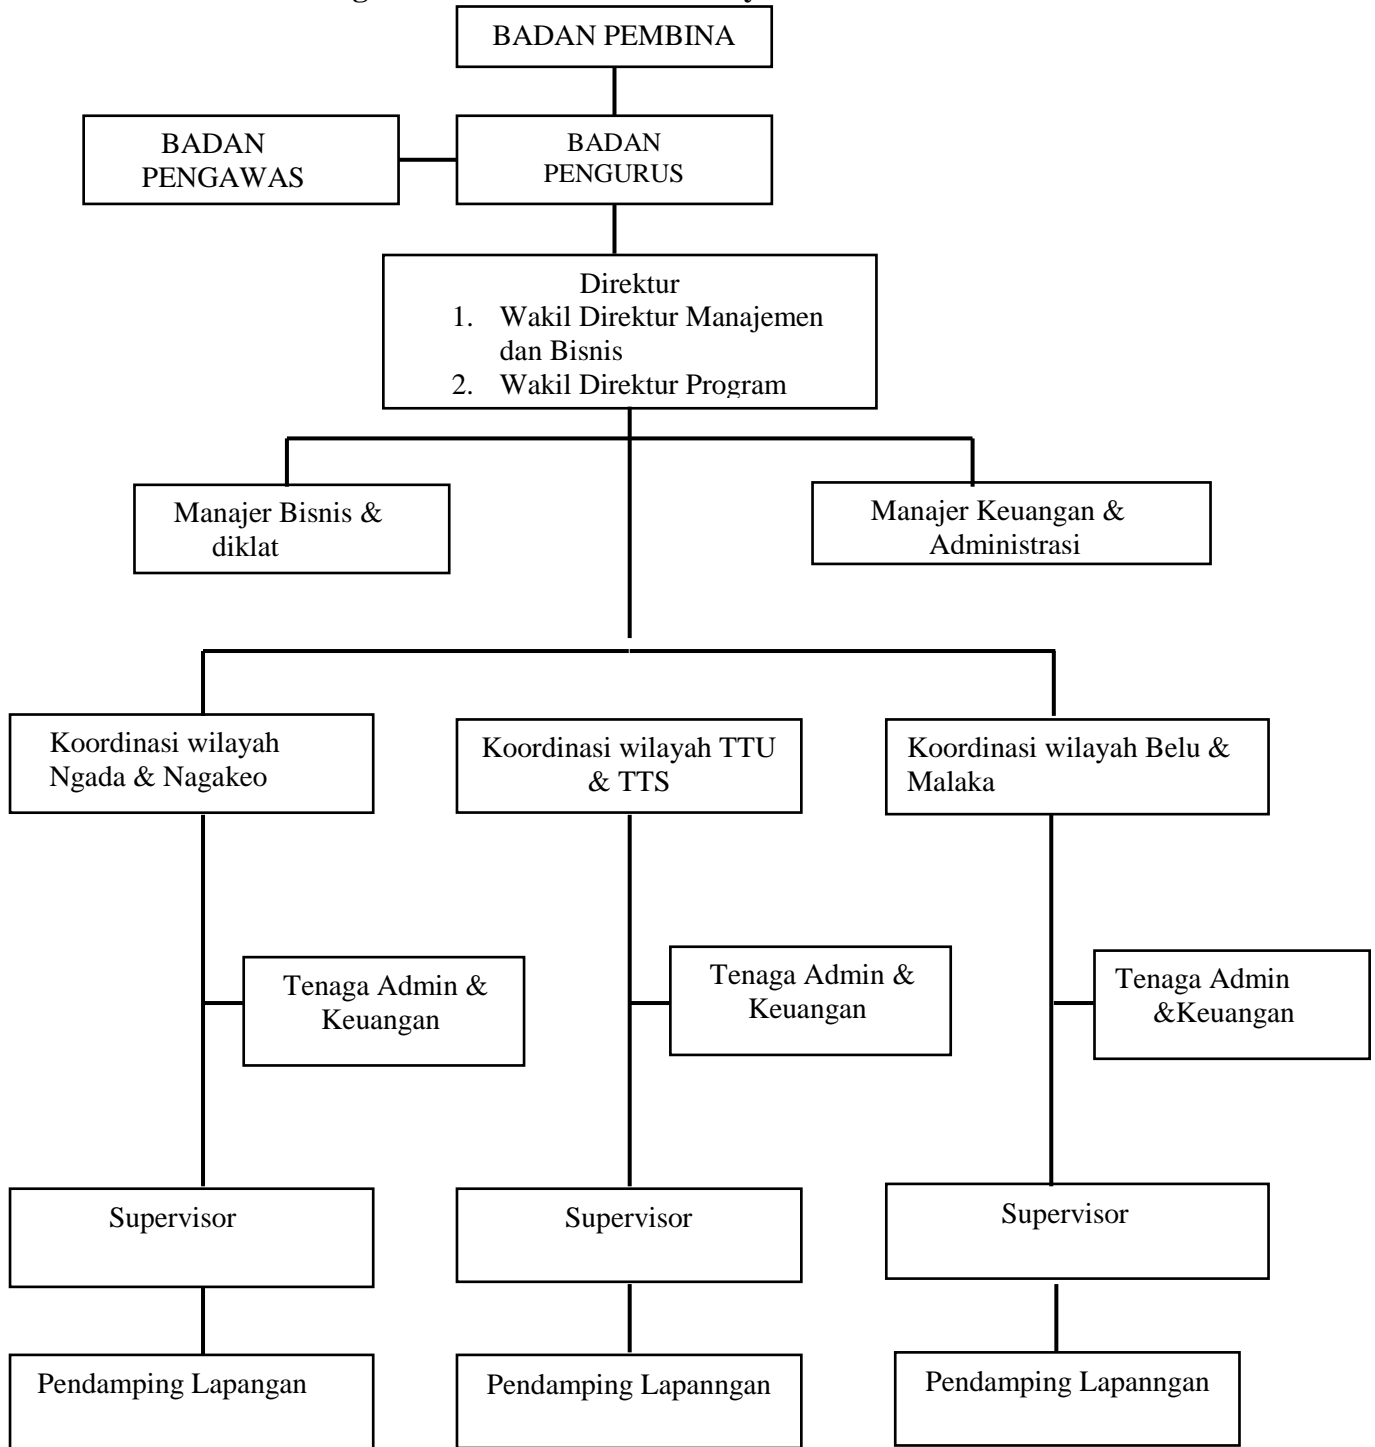 BADAN PEMBINA
BADAN
PENGAWAS
BADAN
PENGURUS
Direktur
1. Wakil Direktur Manajemen
dan Bisnis
2. Wakil Direktur Program
Manajer Bisnis &
diklat
Manajer Keuangan &
Administrasi
Koordinasi wilayah
Ngada & Nagakeo
Koordinasi wilayah TTU
& TTS
Koordinasi wilayah Belu &
Malaka
Tenaga Admin &
Keuangan
Tenaga Admin &
Keuangan
Tenaga Admin
&Keuangan
Supervisor
Supervisor
Supervisor
Pendamping Lapangan
Pendamping Lapanngan
Pendamping Lapanngan